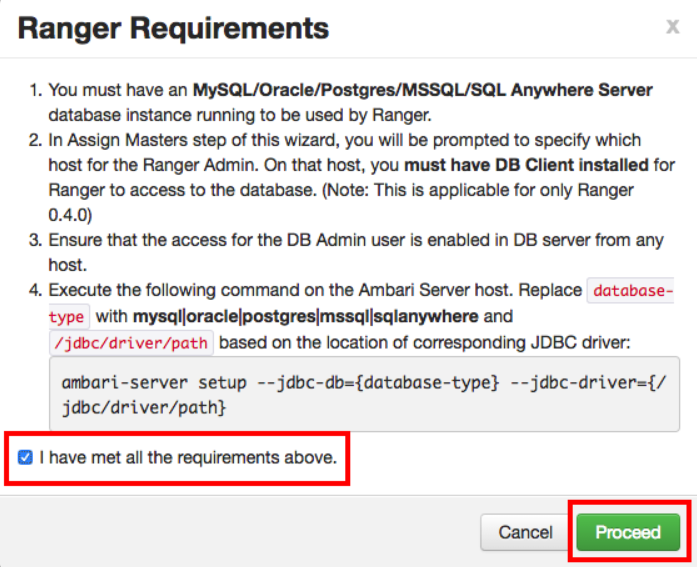 Ranger Requirements
x
1. You must have an MySQL/Oracle/Postgres/MSSQL/SQL Anywhere Server
database instance running to be used by Ranger.
2. In Assign Masters step of this wizard, you will be prompted to specify which
host for the Ranger Admin. On that host, you must have DB Client installed for
Ranger to access to the database. (Note: This is applicable for only Ranger
0.4.0)
3. Ensure that the access for the DB Admin user is enabled in DB server from any
host.
4. Execute the following command on the Ambari Server host. Replace database-
type with mysql|oracle|postgres|mssql|sqlanywhere and
/jdbc/driver/path based on the location of corresponding JDBC driver:
ambari-server setup --jdbc-db={database-type} --jdbc-driver={/
jdbc/driver/path}
I have met all the requirements above.
Cancel Proceed